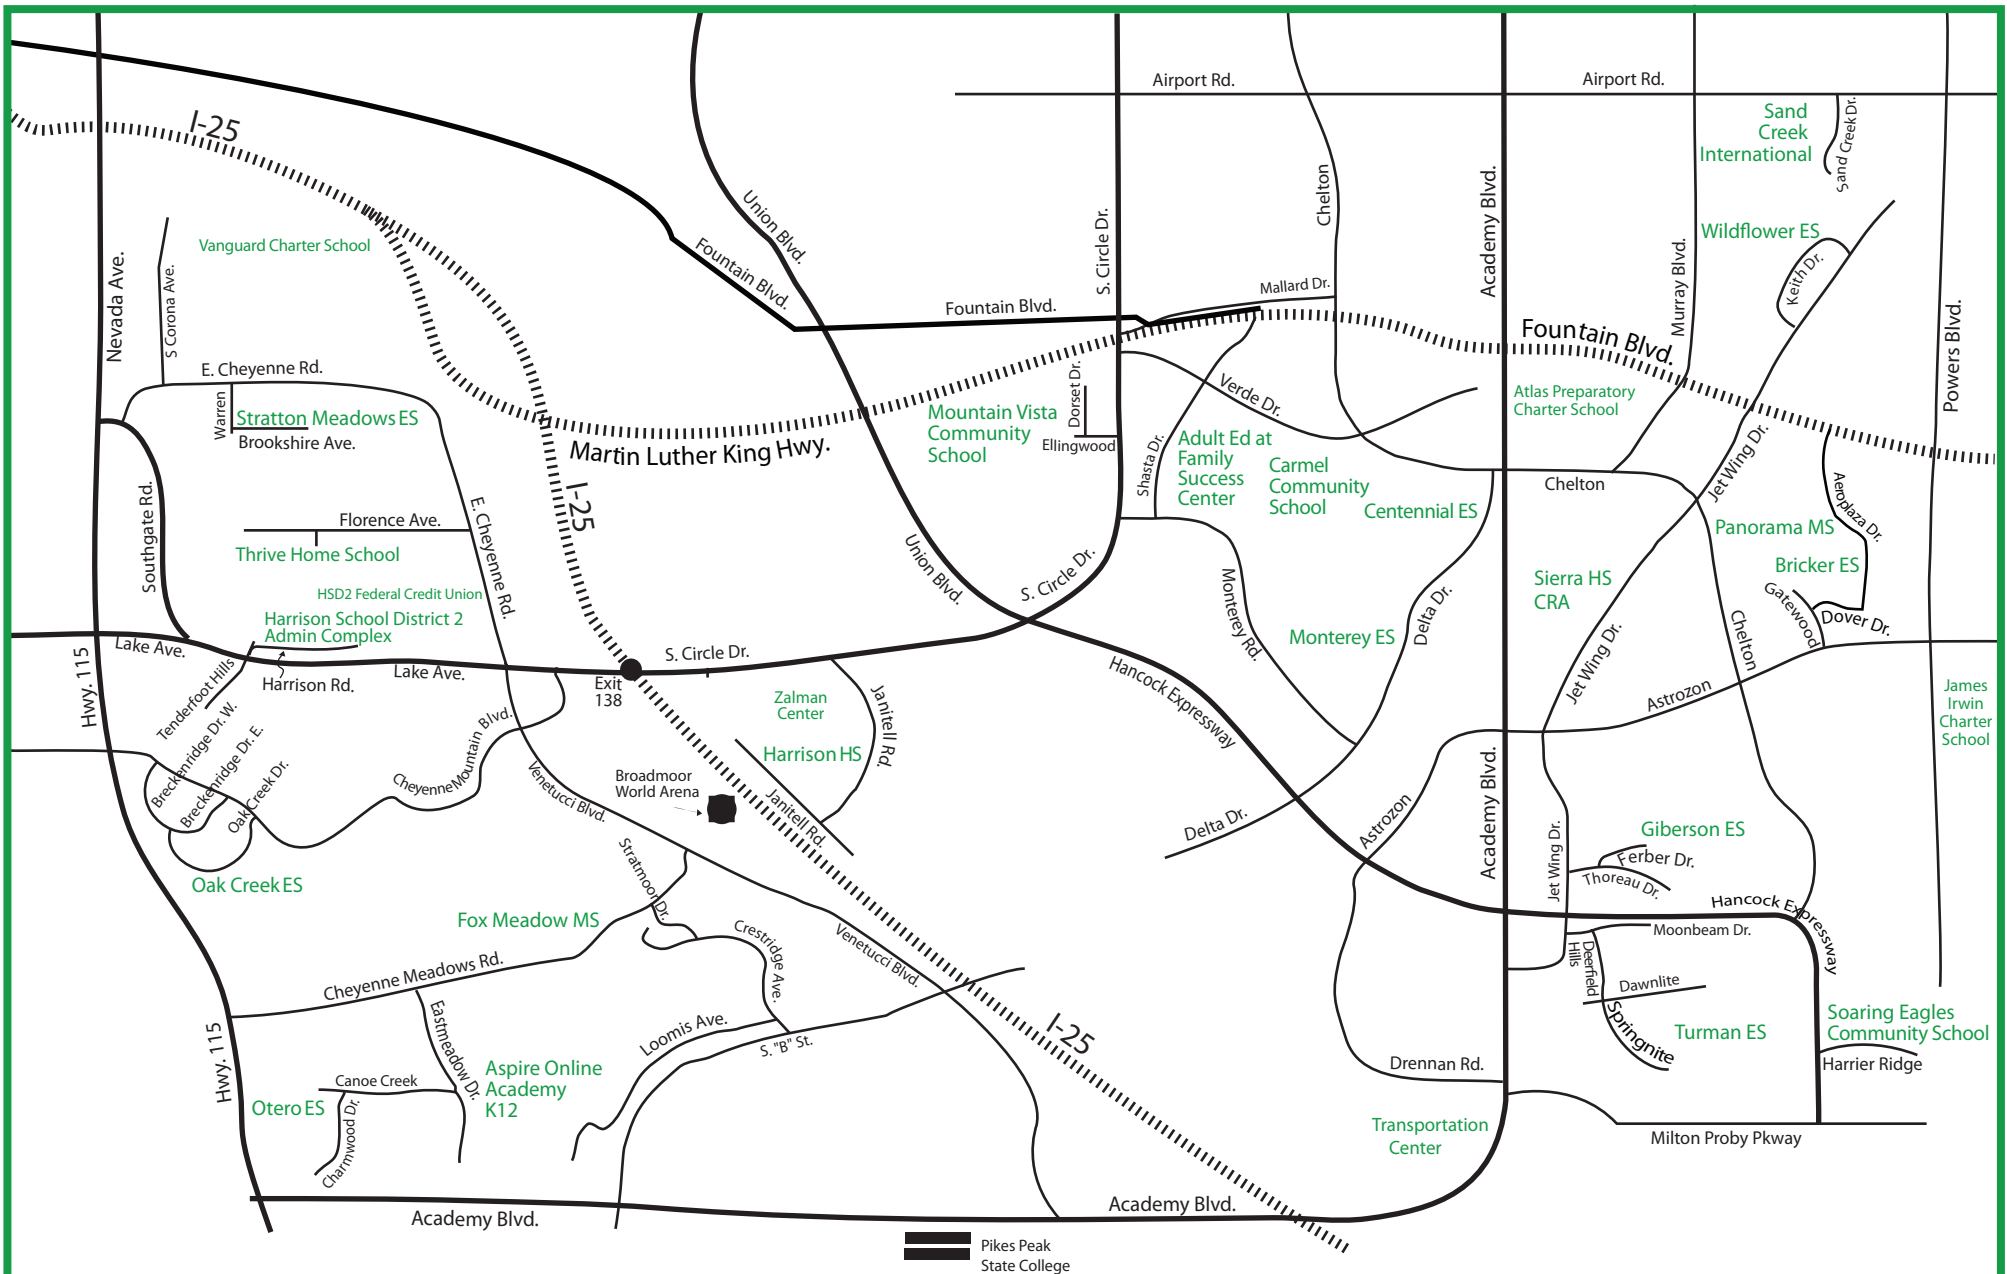 Airport Rd.
Airport Rd.
I-25
Sand
Creek
International
Sand Creek Dr.
Union Blvd.
Chelton
Academy Blvd.
S. Circle Dr.
Murray Blvd.
Wildflower ES
Keith Dr.
Vanguard Charter School
Nevada Ave.
S Corona Ave.
Fountain Blvd.
Fountain Blvd.
Mallard Dr.
Fountain Blvd.
Powers Blvd.
E. Cheyenne Rd.
Warren
Stratton Meadows ES
Brookshire Ave.
Martin Luther King Hwy.
Mountain Vista
Community
School
Dorset Dr.
Ellingwood
Verde Dr.
Shasta Dr.
Adult Ed at
Family
Success
Center
Carmel
Community
School
Centennial ES
Atlas Preparatory
Charter School
Chelton
Jet Wing Dr.
Aeroplaza Dr.
Panorama MS
Bricker ES
Gatewood
Dover Dr.
Southgate Rd.
Florence Ave.
Thrive Home School
E. Cheyenne Rd.
I-25
HSD2 Federal Credit Union
Harrison School District 2
Admin Complex
Union Blvd.
S. Circle Dr.
Monterey Rd.
Monterey ES
Delta Dr.
Sierra HS
CRA
Jet Wing Dr.
Chelton
Lake Ave.
Hwy. 115
Tenderfoot Hills
Harrison Rd.
Lake Ave.
Exit
138
S. Circle Dr.
Zalman
Center
Harrison HS
Janitell Rd.
Janitell Rd.
Hancock Expressway
Astrozon
James
Irwin
Charter
School
Breckenridge Dr. W.
Breckenridge Dr. E.
Oak Creek Dr.
Cheyenne Mountain Blvd.
Venetucci Blvd.
Broadmoor
World Arena
Delta Dr.
Astrozon
Academy Blvd.
Jet Wing Dr.
Giberson ES
Ferber Dr.
Thoreau Dr.
Oak Creek ES
Stratmoor Dr.
Fox Meadow MS
Crestridge Ave.
Venetucci Blvd.
Hancock Expressway
Moonbeam Dr.
Deerfield
Hills
Dawnlite
Springnite
Turman ES
Soaring Eagles
Community School
Harrier Ridge
Cheyenne Meadows Rd.
Eastmeadow Dr.
Loomis Ave.
S. "B" St.
I-25
Hwy. 115
Canoe Creek
Otero ES
Charmwood Dr.
Aspire Online
Academy
K12
Drennan Rd.
Transportation
Center
Milton Proby Pkway
Academy Blvd.
Academy Blvd.
Pikes Peak
State College